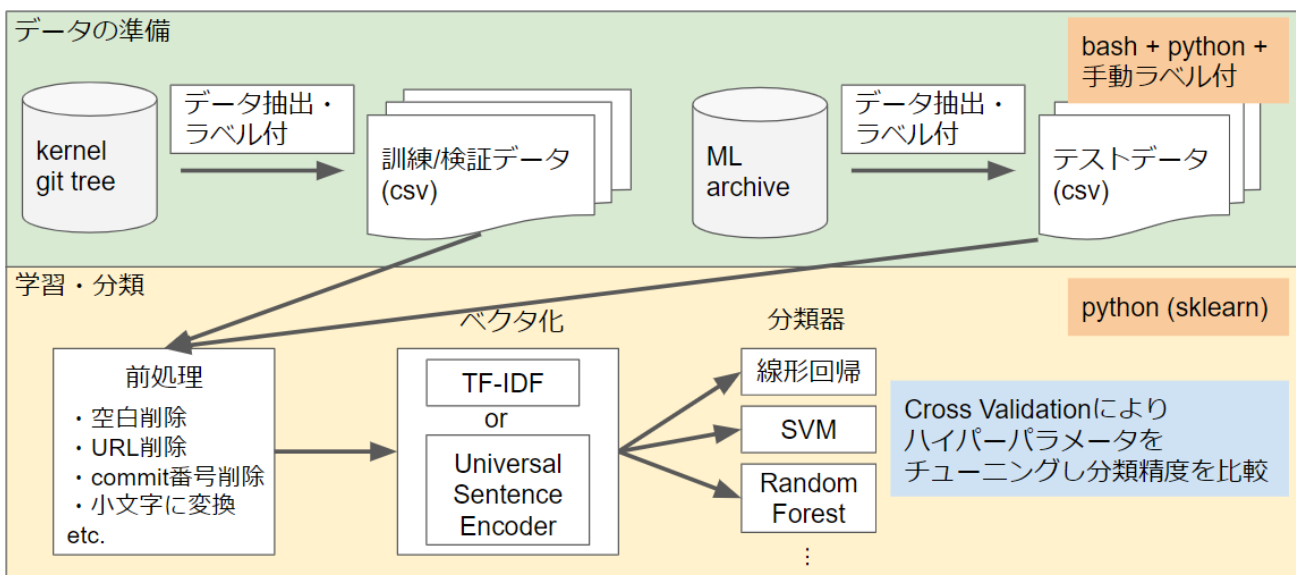 データの準備
bash + python +
手動ラベル付
kernel
git tree
データ抽出・
ラベル付
訓練/検証データ
(csv)
ML
archive
データ抽出・
ラベル付
テストデータ
(csv)
学習・分類
python (sklearn)
前処理
・空白削除
・URL削除
・commit番号削除
・小文字に変換
etc.
ベクタ化
TF-IDF
or
Universal
Sentence
Encoder
分類器
線形回帰
SVM
Random
Forest
⋮
Cross Validationにより
ハイパーパラメータを
チューニングし分類精度を比較